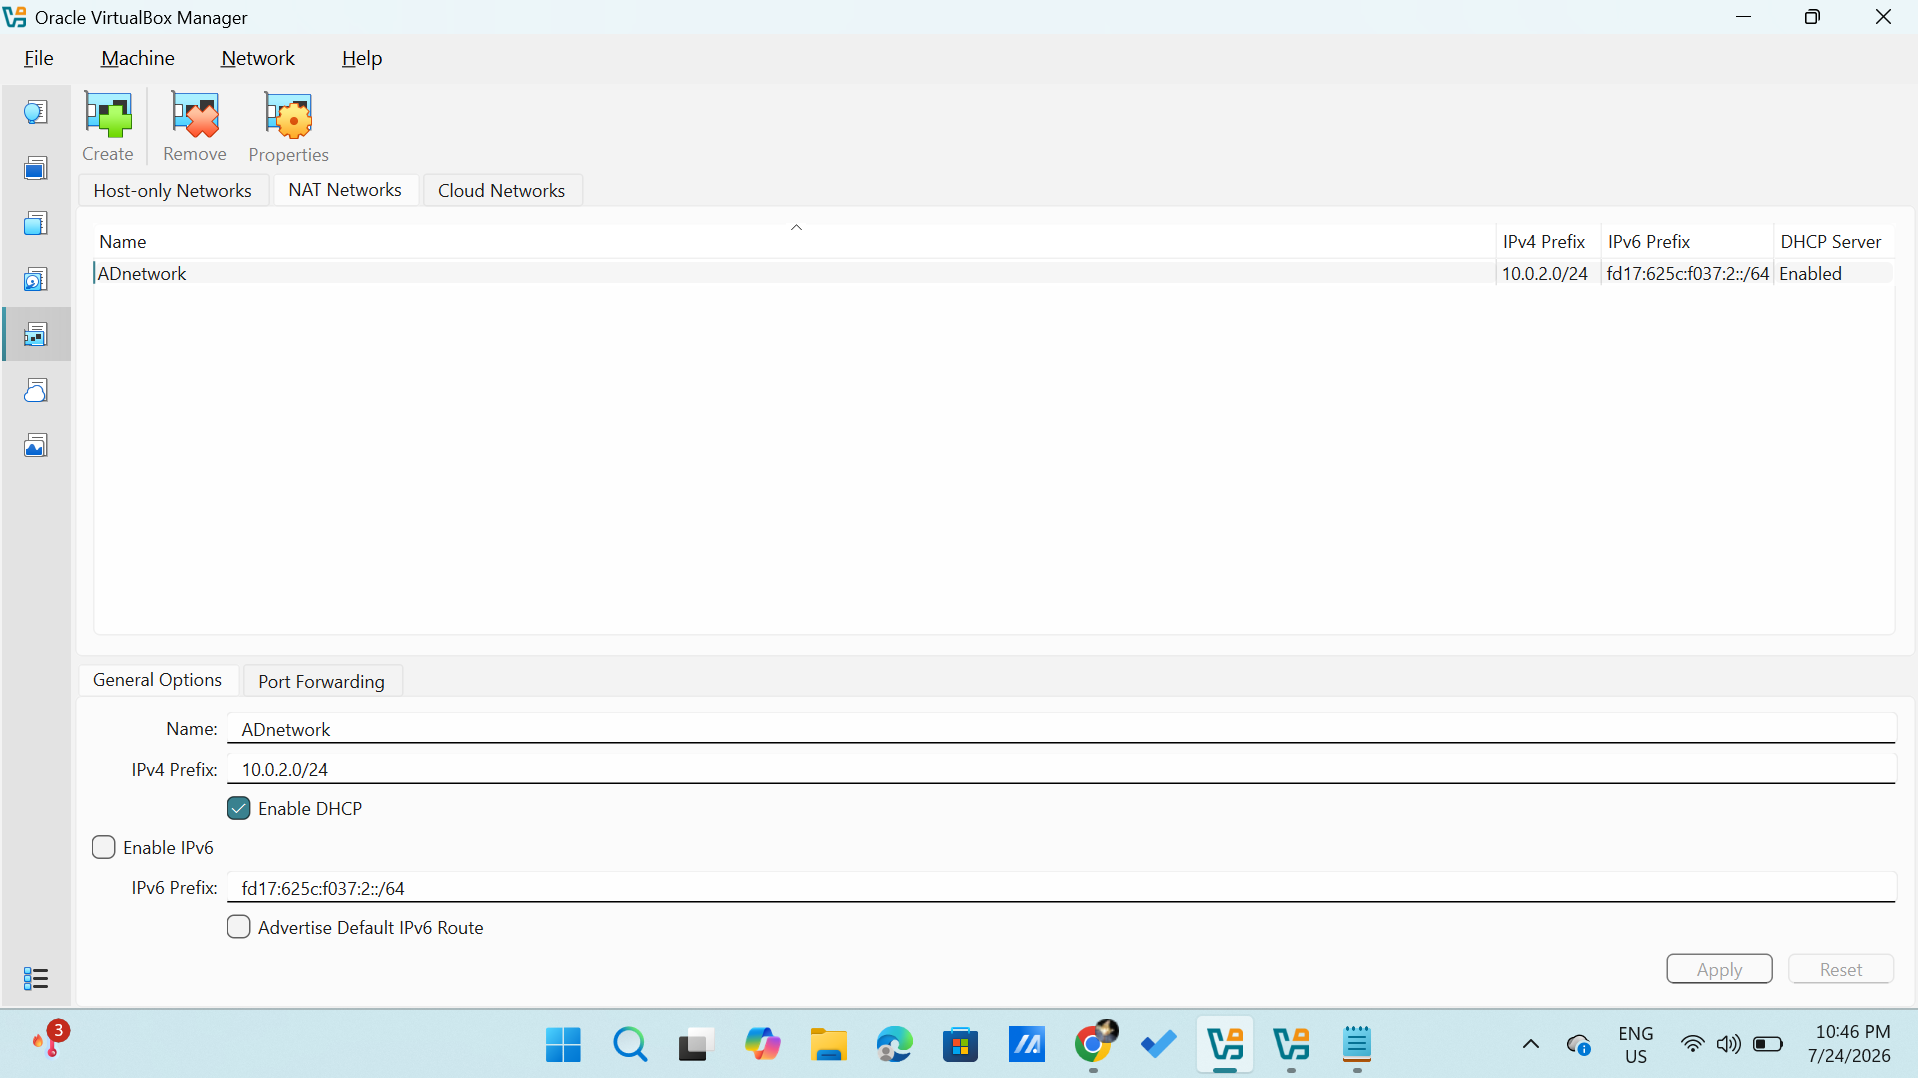 Oracle VirtualBox Manager
File Machine Network Help
Create Remove Properties
Host-only Networks NAT Networks Cloud Networks
Name IPv4 Prefix IPv6 Prefix DHCP Server
ADnetwork 10.0.2.0/24 fd17:625c:f037:2::/64 Enabled
General Options Port Forwarding
Name: ADnetwork
IPv4 Prefix: 10.0.2.0/24
Enable DHCP
Enable IPv6
IPv6 Prefix: fd17:625c:f037:2::/64
Advertise Default IPv6 Route
Apply Reset
3
ENG
US
10:46 PM
7/24/2026